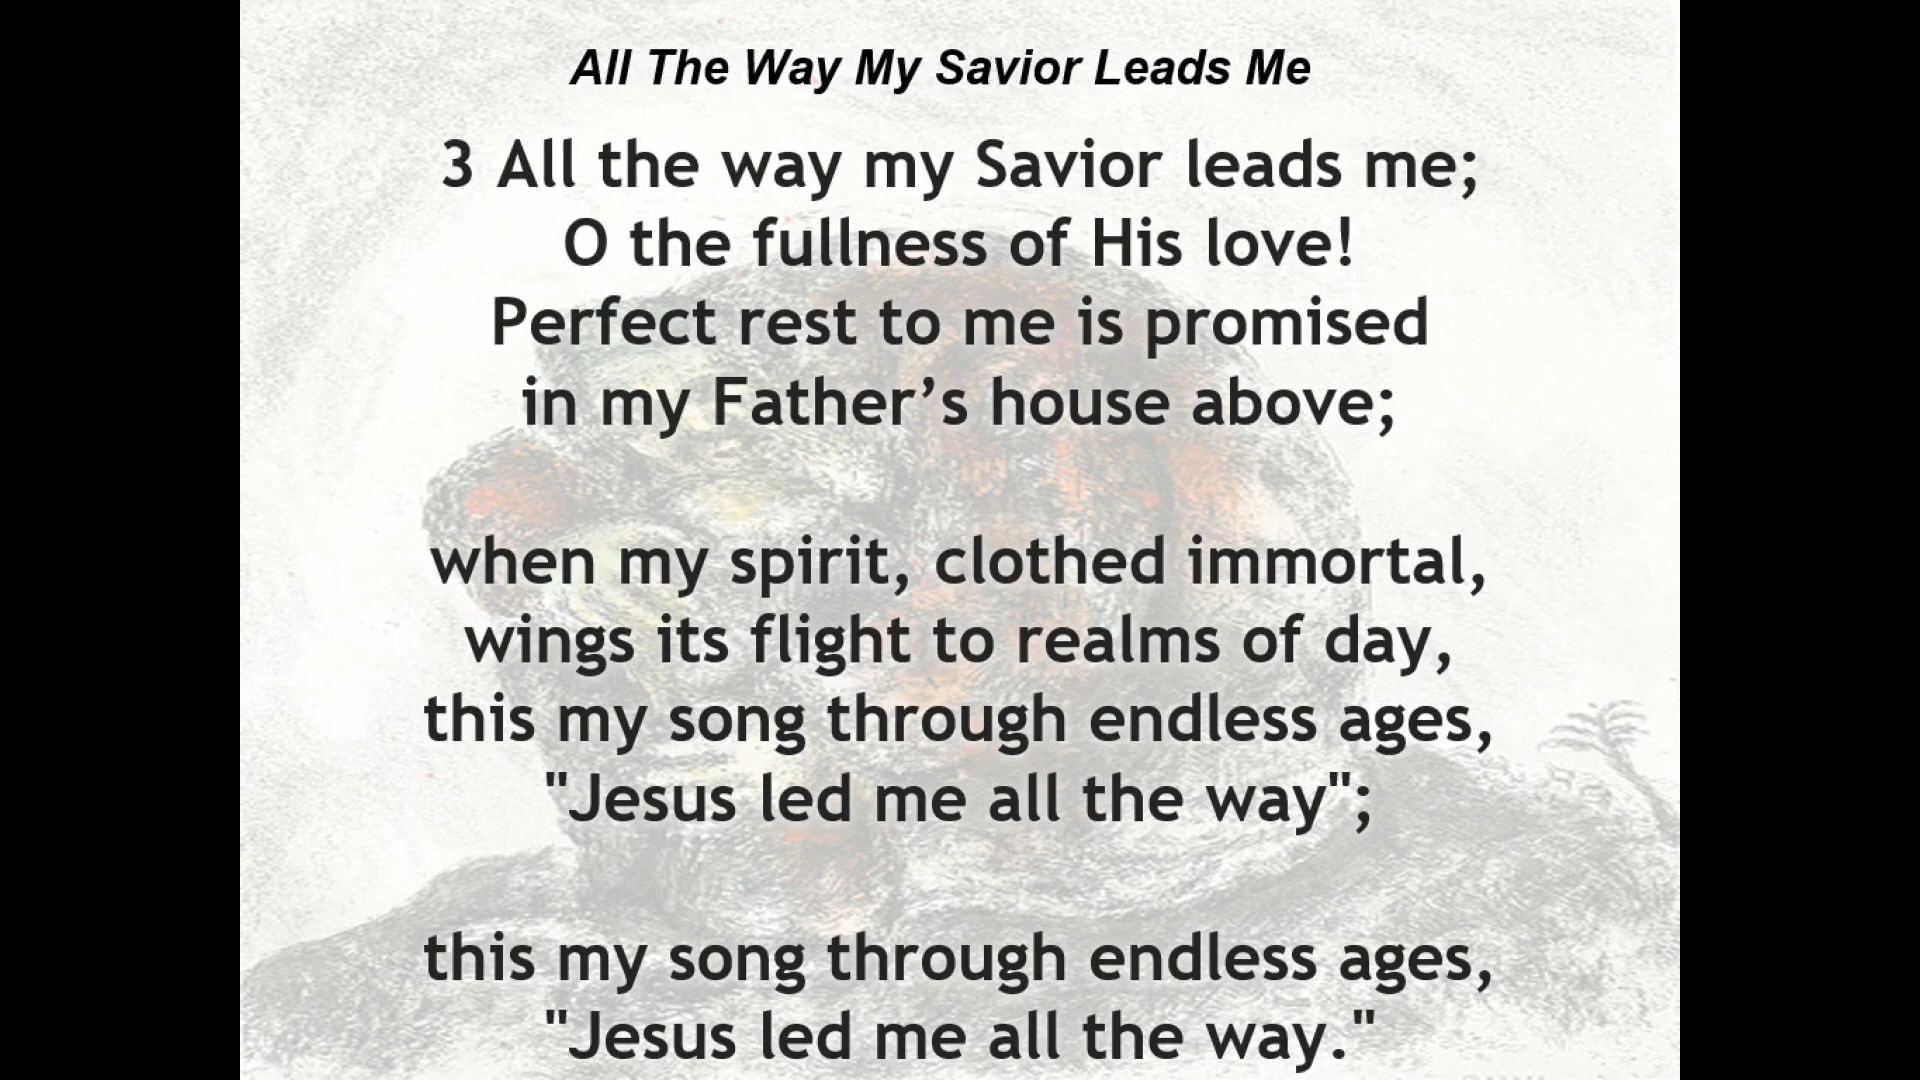 All The Way My Savior Leads Me
3 All the way my Savior leads me;
O the fullness of His love!
Perfect rest to me is promised
in my Father’s house above;
when my spirit, clothed immortal,
wings its flight to realms of day,
this my song through endless ages,
"Jesus led me all the way";
this my song through endless ages,
"Jesus led me all the way."